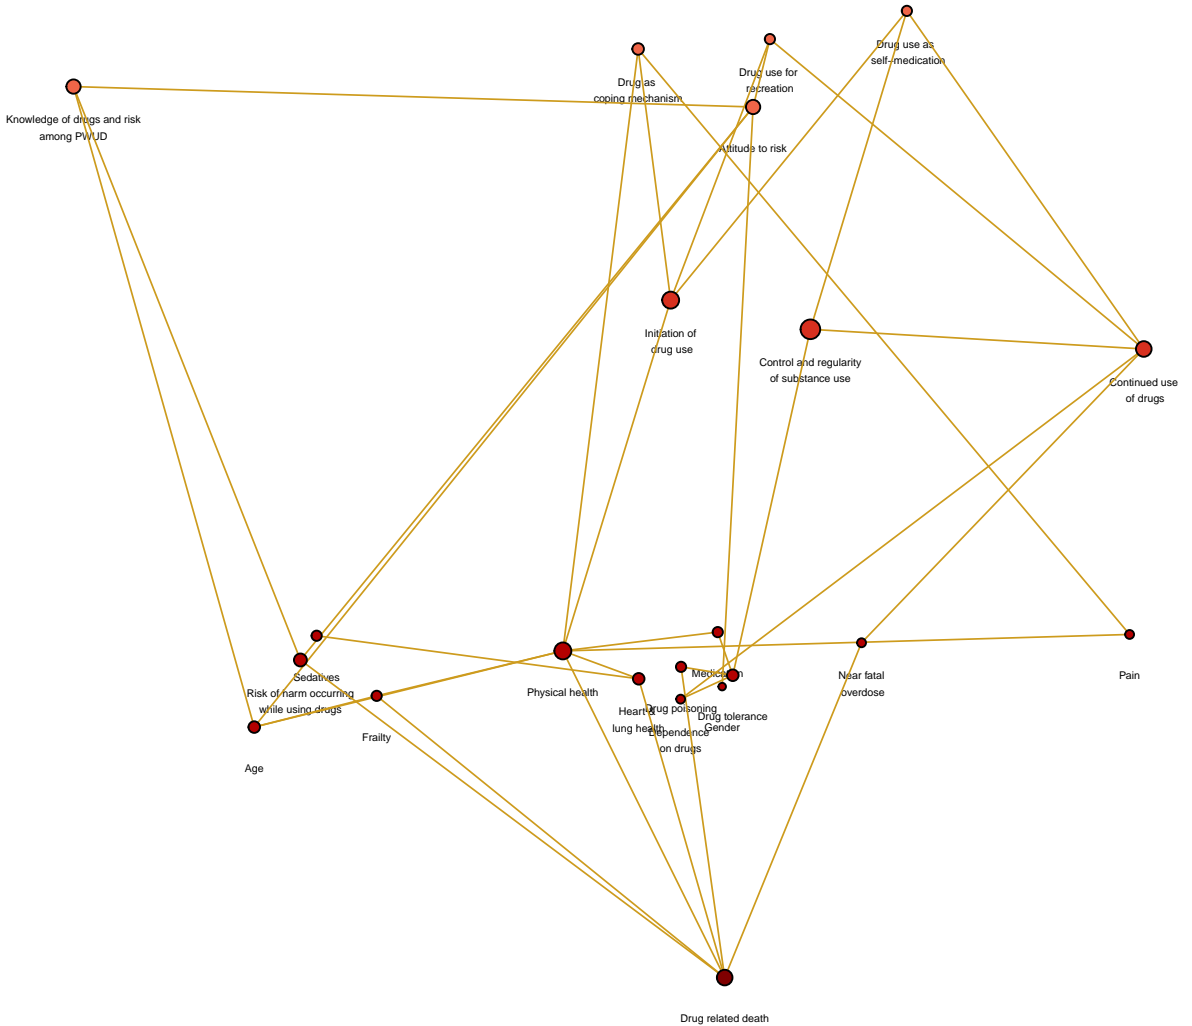 Drug use as
self-medication
Drug use for
recreation
Drug as
coping mechanism
Knowledge of drugs and risk
among PWUD
Attitude to risk
Initiation of
drug use
Control and regularity
of substance use
Continued use
of drugs
Sedatives
Risk of harm occurring
while using drugs
Physical health
Medication
Near fatal
overdose
Pain
Heart &
lung health
Drug poisoning
Drug tolerance
Gender
Dependence
on drugs
Frailty
Age
Drug related death